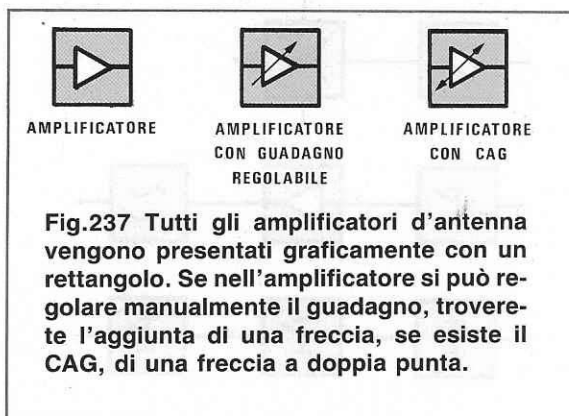 AMPLIFICATORE
AMPLIFICATORE
CON GUADAGNO
REGOLABILE
AMPLIFICATORE
CON CAG
Fig.237 Tutti gli amplificatori d'antenna
vengono presentati graficamente con un
rettangolo. Se nell'amplificatore si può re-
golare manualmente il guadagno, trovere-
te l'aggiunta di una freccia, se esiste il
CAG, di una freccia a doppia punta.